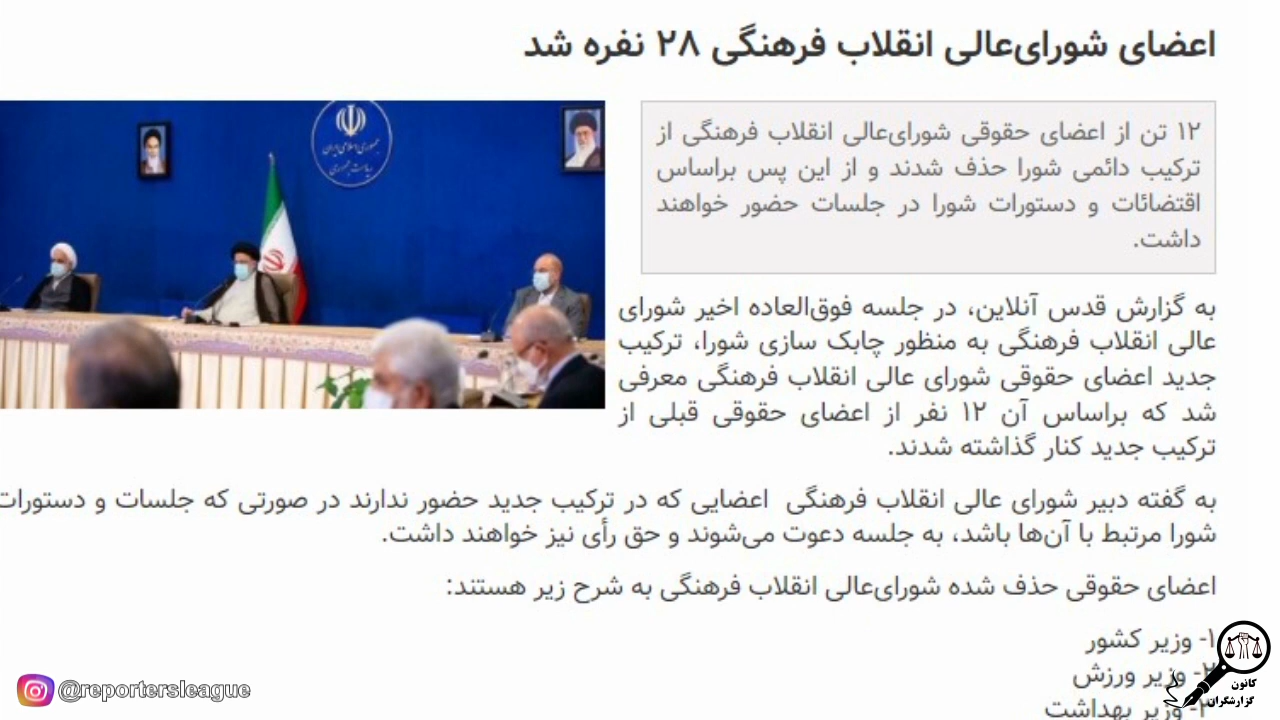 اعضای شورای‌عالی انقلاب فرهنگی ۲۸ نفره شد
۱۲ تن از اعضای حقوقی شورای‌عالی انقلاب فرهنگی از
ترکیب دائمی شورا حذف شدند و از این پس براساس
اقتضائات و دستورات شورا در جلسات حضور خواهند
داشت.
جمهوری اسلامی ایران
ریاست جمهوری
به گزارش قدس آنلاین، در جلسه فوق‌العاده اخیر شورای
عالی انقلاب فرهنگی به منظور چابک سازی شورا، ترکیب
جدید اعضای حقوقی شورای عالی انقلاب فرهنگی معرفی
شد که براساس آن ۱۲ نفر از اعضای حقوقی قبلی از
ترکیب جدید کنار گذاشته شدند.
به گفته دبیر شورای عالی انقلاب فرهنگی اعضایی که در ترکیب جدید حضور ندارند در صورتی که جلسات و دستورات
شورا مرتبط با آن‌ها باشد، به جلسه دعوت می‌شوند و حق رأی نیز خواهند داشت.
اعضای حقوقی حذف شده شورای‌عالی انقلاب فرهنگی به شرح زیر هستند:
۱- وزیر کشور
۲- وزیر ورزش
۳- وزیر بهداشت
کانون
گزارشگران
@reportersleague